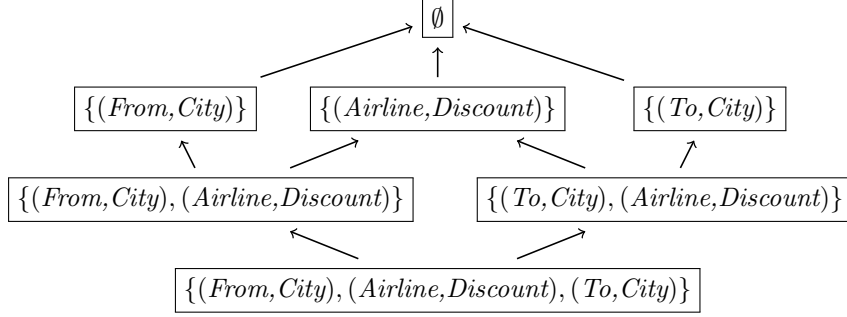 ∅
{(From,City)} {(Airline,Discount)} {(To,City)}
{(From,City),(Airline,Discount)} {(To,City),(Airline,Discount)}
{(From,City),(Airline,Discount),(To,City)}